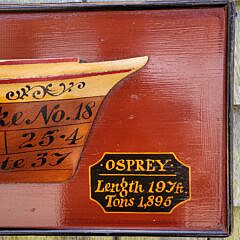 ke No. 18
25·4
te 37
·OSPREY·
Length 197ft.
Tons 1,895